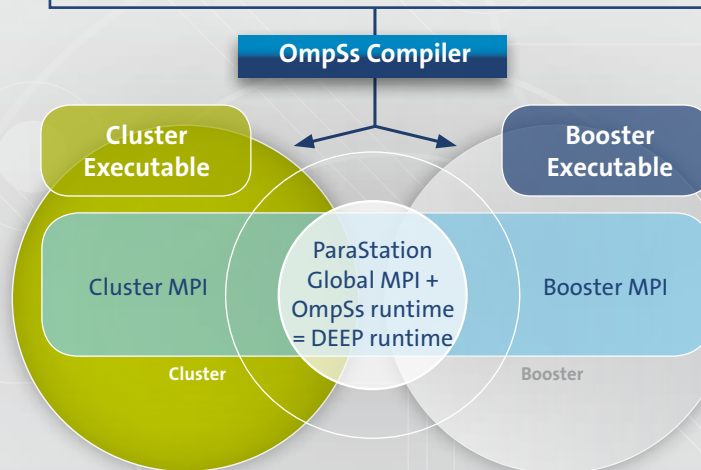 OmpSs Compiler
Cluster
Executable
Booster
Executable
Cluster MPI
ParaStation
Global MPI +
OmpSs runtime
= DEEP runtime
Booster MPI
Cluster
Booster